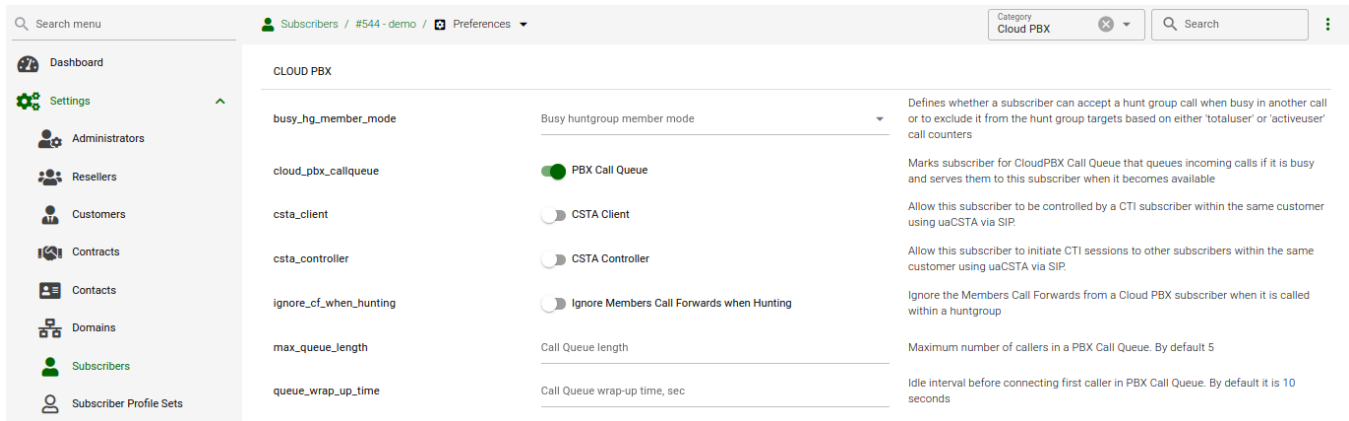 Search menu
Subscribers / #544 - demo / Preferences
Category
Cloud PBX
Search
Dashboard
Settings
Administrators
Resellers
Customers
Contracts
Contacts
Domains
Subscribers
Subscriber Profile Sets
CLOUD PBX
busy_hg_member_mode
Busy huntgroup member mode
Defines whether a subscriber can accept a hunt group call when busy in another call
or to exclude it from the hunt group targets based on either 'totaluser' or 'activeuser'
call counters
cloud_pbx_callqueue
PBX Call Queue
Marks subscriber for CloudPBX Call Queue that queues incoming calls if it is busy
and serves them to this subscriber when it becomes available
csta_client
CSTA Client
Allow this subscriber to be controlled by a CTI subscriber within the same customer
using uaCSTA via SIP.
csta_controller
CSTA Controller
Allow this subscriber to initiate CTI sessions to other subscribers within the same
customer using uaCSTA via SIP.
ignore_cf_when_hunting
Ignore Members Call Forwards when Hunting
Ignore the Members Call Forwards from a Cloud PBX subscriber when it is called
within a huntgroup
max_queue_length
Call Queue length
Maximum number of callers in a PBX Call Queue. By default 5
queue_wrap_up_time
Call Queue wrap-up time, sec
Idle interval before connecting first caller in PBX Call Queue. By default it is 10
seconds